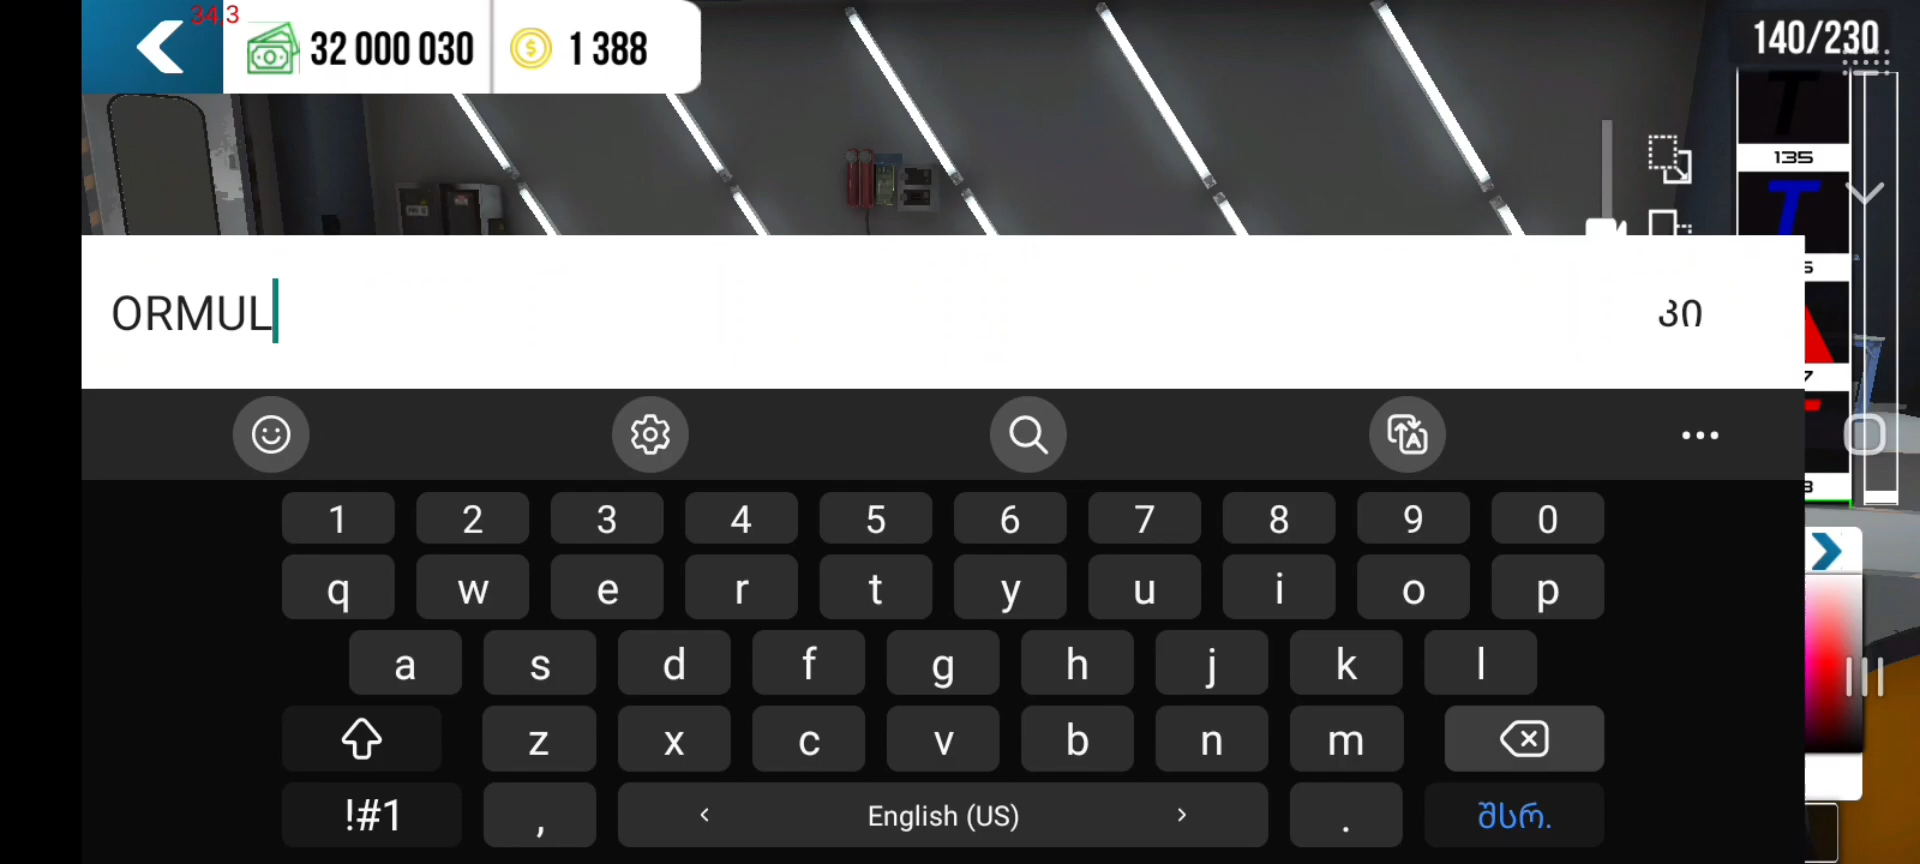 34.3
32 000 030
1 388
140/230
T
135
T
ORMUL
კი
1 2 3 4 5 6 7 8 9 0
q w e r t y u i o p
a s d f g h j k l
z x c v b n m
!#1 , < English (US) > . შსრ.